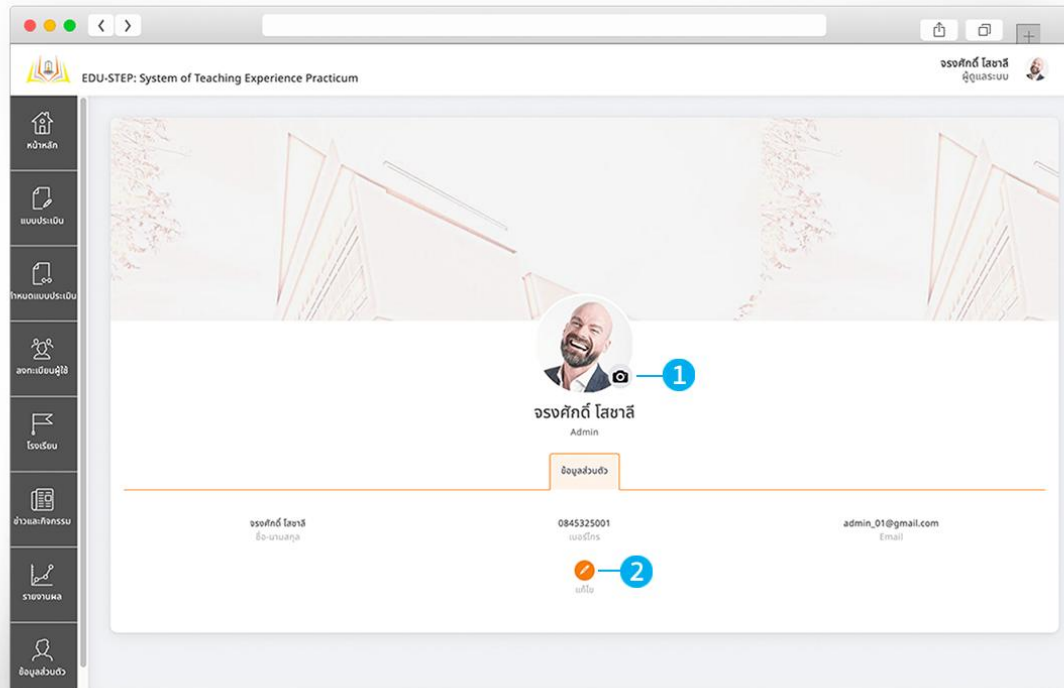 EDU-STEP: System of Teaching Experience Practicum
จรงศักดิ์ โสชาลี
ผู้ดูแลระบบ
หน้าหลัก
แบบประเมิน
กำหนดแบบประเมิน
ลงทะเบียนผู้ใช้
โรงเรียน
ข่าวและกิจกรรม
รายงานผล
ข้อมูลส่วนตัว
1
จรงศักดิ์ โสชาลี
Admin
ข้อมูลส่วนตัว
จรงศักดิ์ โสชาลี
ชื่อ-นามสกุล
0845325001
เบอร์โทร
admin_01@gmail.com
Email
2
แก้ไข